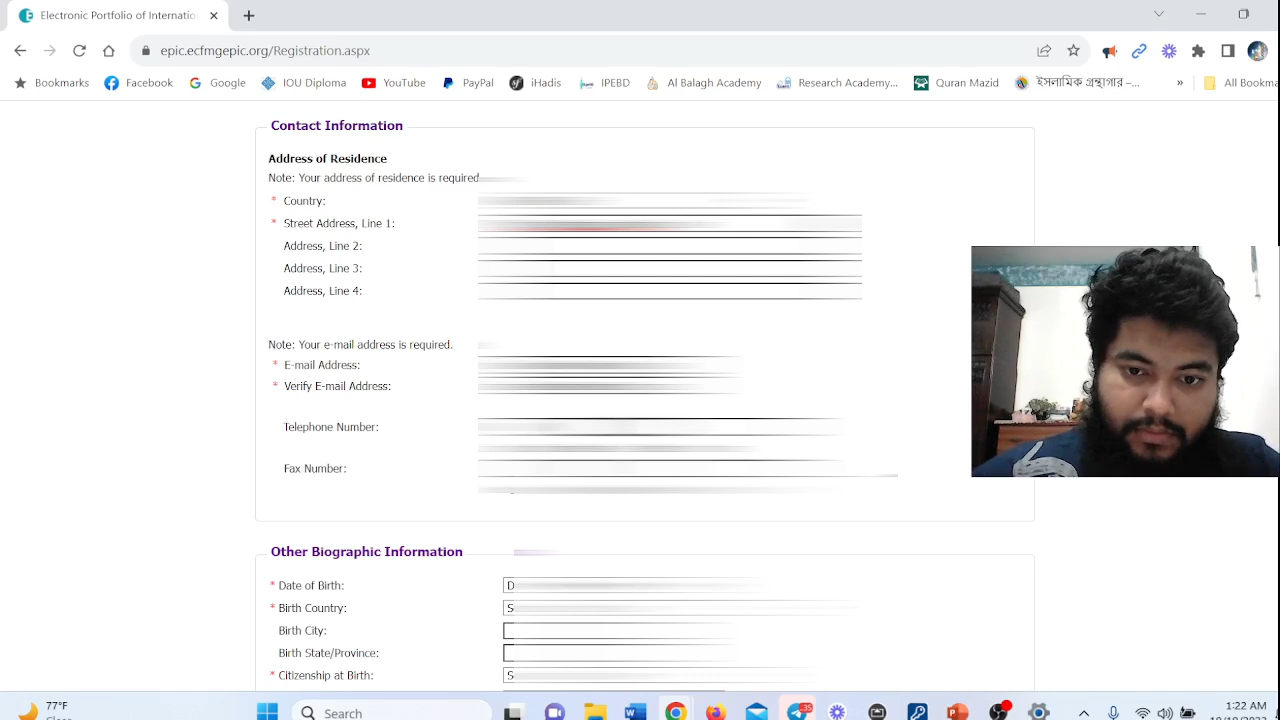 Electronic Portfolio of Internatio
epic.ecfmgepic.org/Registration.aspx
Bookmarks Facebook Google IOU Diploma YouTube PayPal iHadis IPEBD Al Balagh Academy Research Academy... Quran Mazid ইসলামিক গ্রন্থাগার –... » All Bookma
Contact Information
Address of Residence
Note: Your address of residence is required
* Country:
* Street Address, Line 1:
Address, Line 2:
Address, Line 3:
Address, Line 4:
Note: Your e-mail address is required.
* E-mail Address:
* Verify E-mail Address:
Telephone Number:
Fax Number:
Other Biographic Information
* Date of Birth: D
* Birth Country: S
Birth City:
Birth State/Province:
* Citizenship at Birth: S
77°F
Search
35
1:22 AM